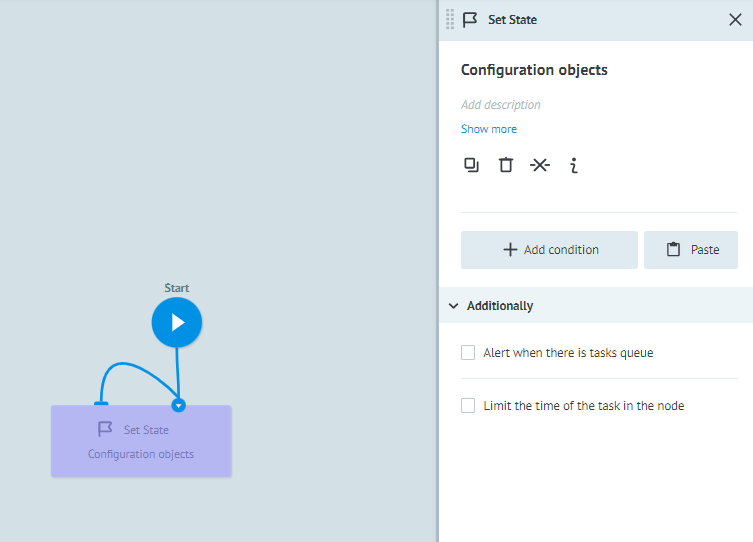 Start
Set State
Configuration objects
Set State
Configuration objects
Add description
Show more
Add condition
Paste
Additionally
Alert when there is tasks queue
Limit the time of the task in the node